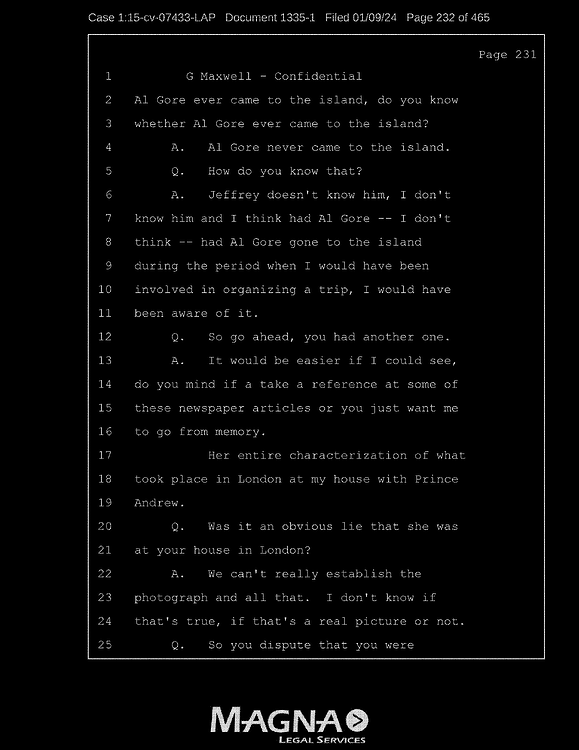 Case 1:15-cv-07433-LAP Document 1335-1 Filed 01/09/24 Page 232 of 465
Page 231
1 G Maxwell - Confidential
2 Al Gore ever came to the island, do you know
3 whether Al Gore ever came to the island?
4 A. Al Gore never came to the island.
5 Q. How do you know that?
6 A. Jeffrey doesn't know him, I don't
7 know him and I think had Al Gore -- I don't
8 think -- had Al Gore gone to the island
9 during the period when I would have been
10 involved in organizing a trip, I would have
11 been aware of it.
12 Q. So go ahead, you had another one.
13 A. It would be easier if I could see,
14 do you mind if a take a reference at some of
15 these newspaper articles or you just want me
16 to go from memory.
17 Her entire characterization of what
18 took place in London at my house with Prince
19 Andrew.
20 Q. Was it an obvious lie that she was
21 at your house in London?
22 A. We can't really establish the
23 photograph and all that. I don't know if
24 that's true, if that's a real picture or not.
25 Q. So you dispute that you were
MAGNA
LEGAL SERVICES